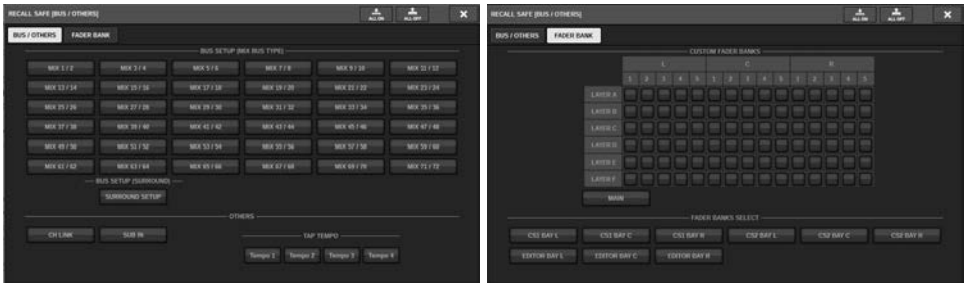 RECALL SAFE [BUS / OTHERS]
ALL ON
ALL OFF
BUS / OTHERS
FADER BANK
BUS SETUP (MIX BUS TYPE)
MIX 1 / 2
MIX 3 / 4
MIX 5 / 6
MIX 7 / 8
MIX 9 / 10
MIX 11 / 12
MIX 13 / 14
MIX 15 / 16
MIX 17 / 18
MIX 19 / 20
MIX 21 / 22
MIX 23 / 24
MIX 25 / 26
MIX 27 / 28
MIX 29 / 30
MIX 31 / 32
MIX 33 / 34
MIX 35 / 36
MIX 37 / 38
MIX 39 / 40
MIX 41 / 42
MIX 43 / 44
MIX 45 / 46
MIX 47 / 48
MIX 49 / 50
MIX 51 / 52
MIX 53 / 54
MIX 55 / 56
MIX 57 / 58
MIX 59 / 60
MIX 61 / 62
MIX 63 / 64
MIX 65 / 66
MIX 67 / 68
MIX 69 / 70
MIX 71 / 72
BUS SETUP (SURROUND)
SURROUND SETUP
OTHERS
CH LINK
SUB IN
TAP TEMPO
Tempo 1
Tempo 2
Tempo 3
Tempo 4
RECALL SAFE [BUS / OTHERS]
ALL ON
ALL OFF
BUS / OTHERS
FADER BANK
CUSTOM FADER BANKS
L C R
1 2 3 4 5 1 2 3 4 5 1 2 3 4 5
LAYER A
LAYER B
LAYER C
LAYER D
LAYER E
LAYER F
MAIN
FADER BANKS SELECT
CS1 BAY L
CS1 BAY C
CS1 BAY R
CS2 BAY L
CS2 BAY C
CS2 BAY R
EDITOR BAY L
EDITOR BAY C
EDITOR BAY R